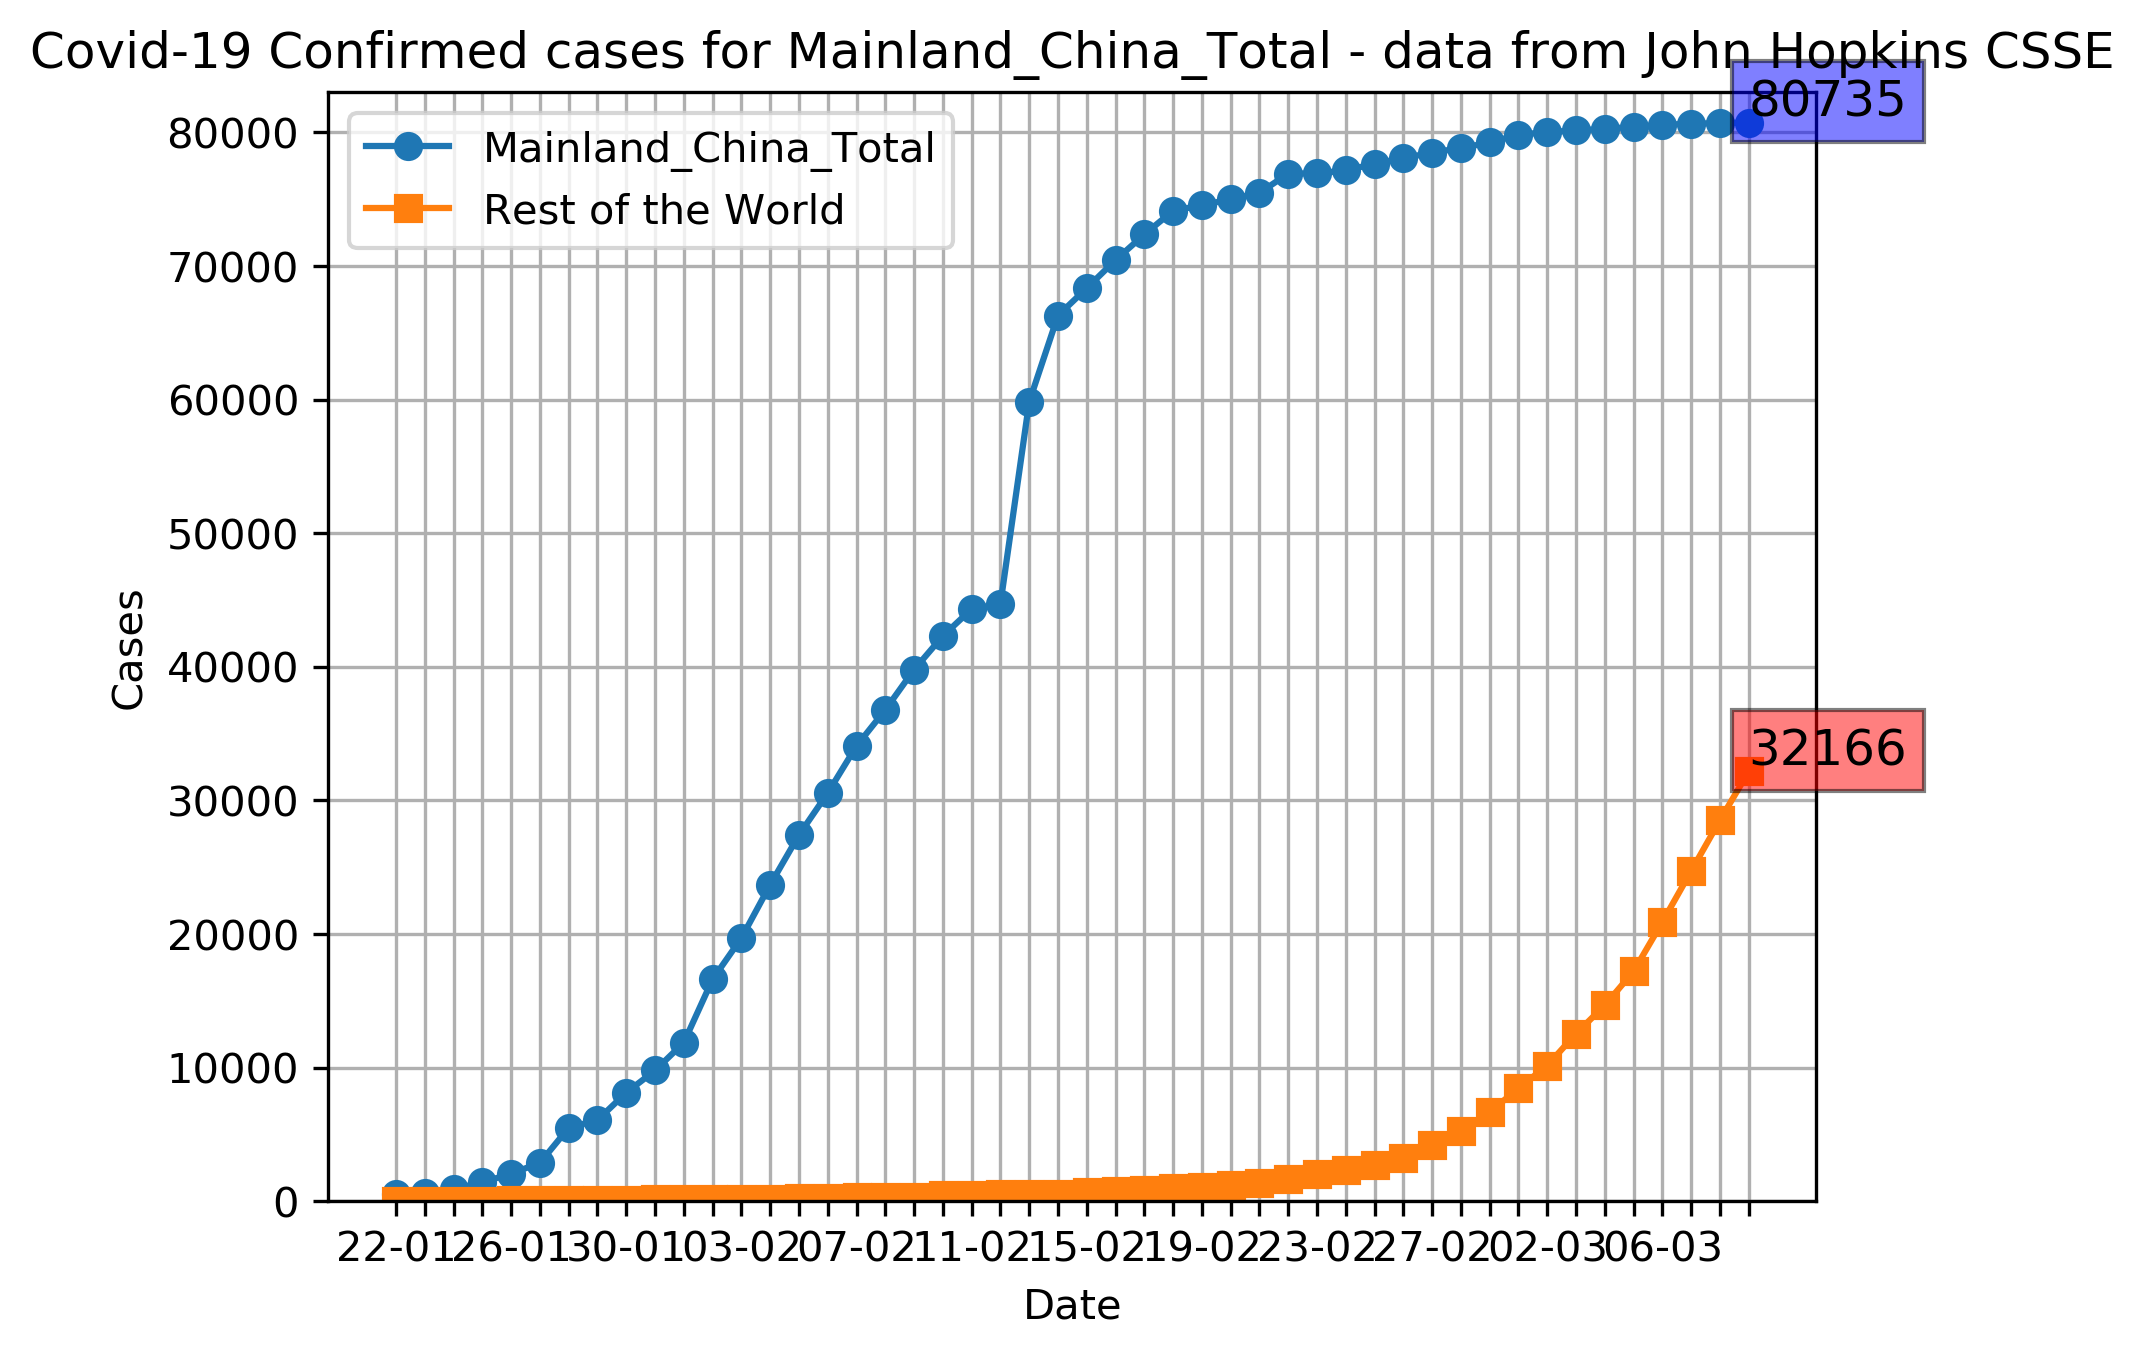 Covid-19 Confirmed cases for Mainland_China_Total - data from John Hopkins CSSE
80735
80000
Mainland_China_Total
Rest of the World
70000
60000
50000
Cases
40000
32166
30000
20000
10000
0
22-01 26-01 30-01 03-02 07-02 11-02 15-02 19-02 23-02 27-02 02-03 06-03
Date